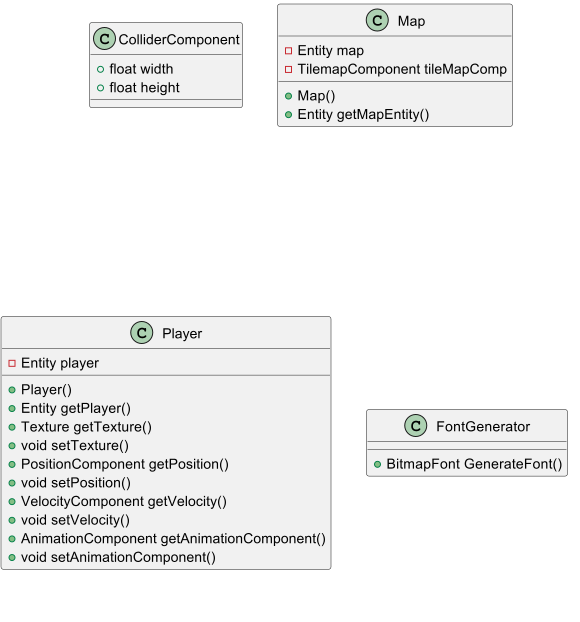 C ColliderComponent
float width
float height
C Map
Entity map
TilemapComponent tileMapComp
Map()
Entity getMapEntity()
C Player
Entity player
Player()
Entity getPlayer()
Texture getTexture()
void setTexture()
PositionComponent getPosition()
void setPosition()
VelocityComponent getVelocity()
void setVelocity()
AnimationComponent getAnimationComponent()
void setAnimationComponent()
C FontGenerator
BitmapFont GenerateFont()